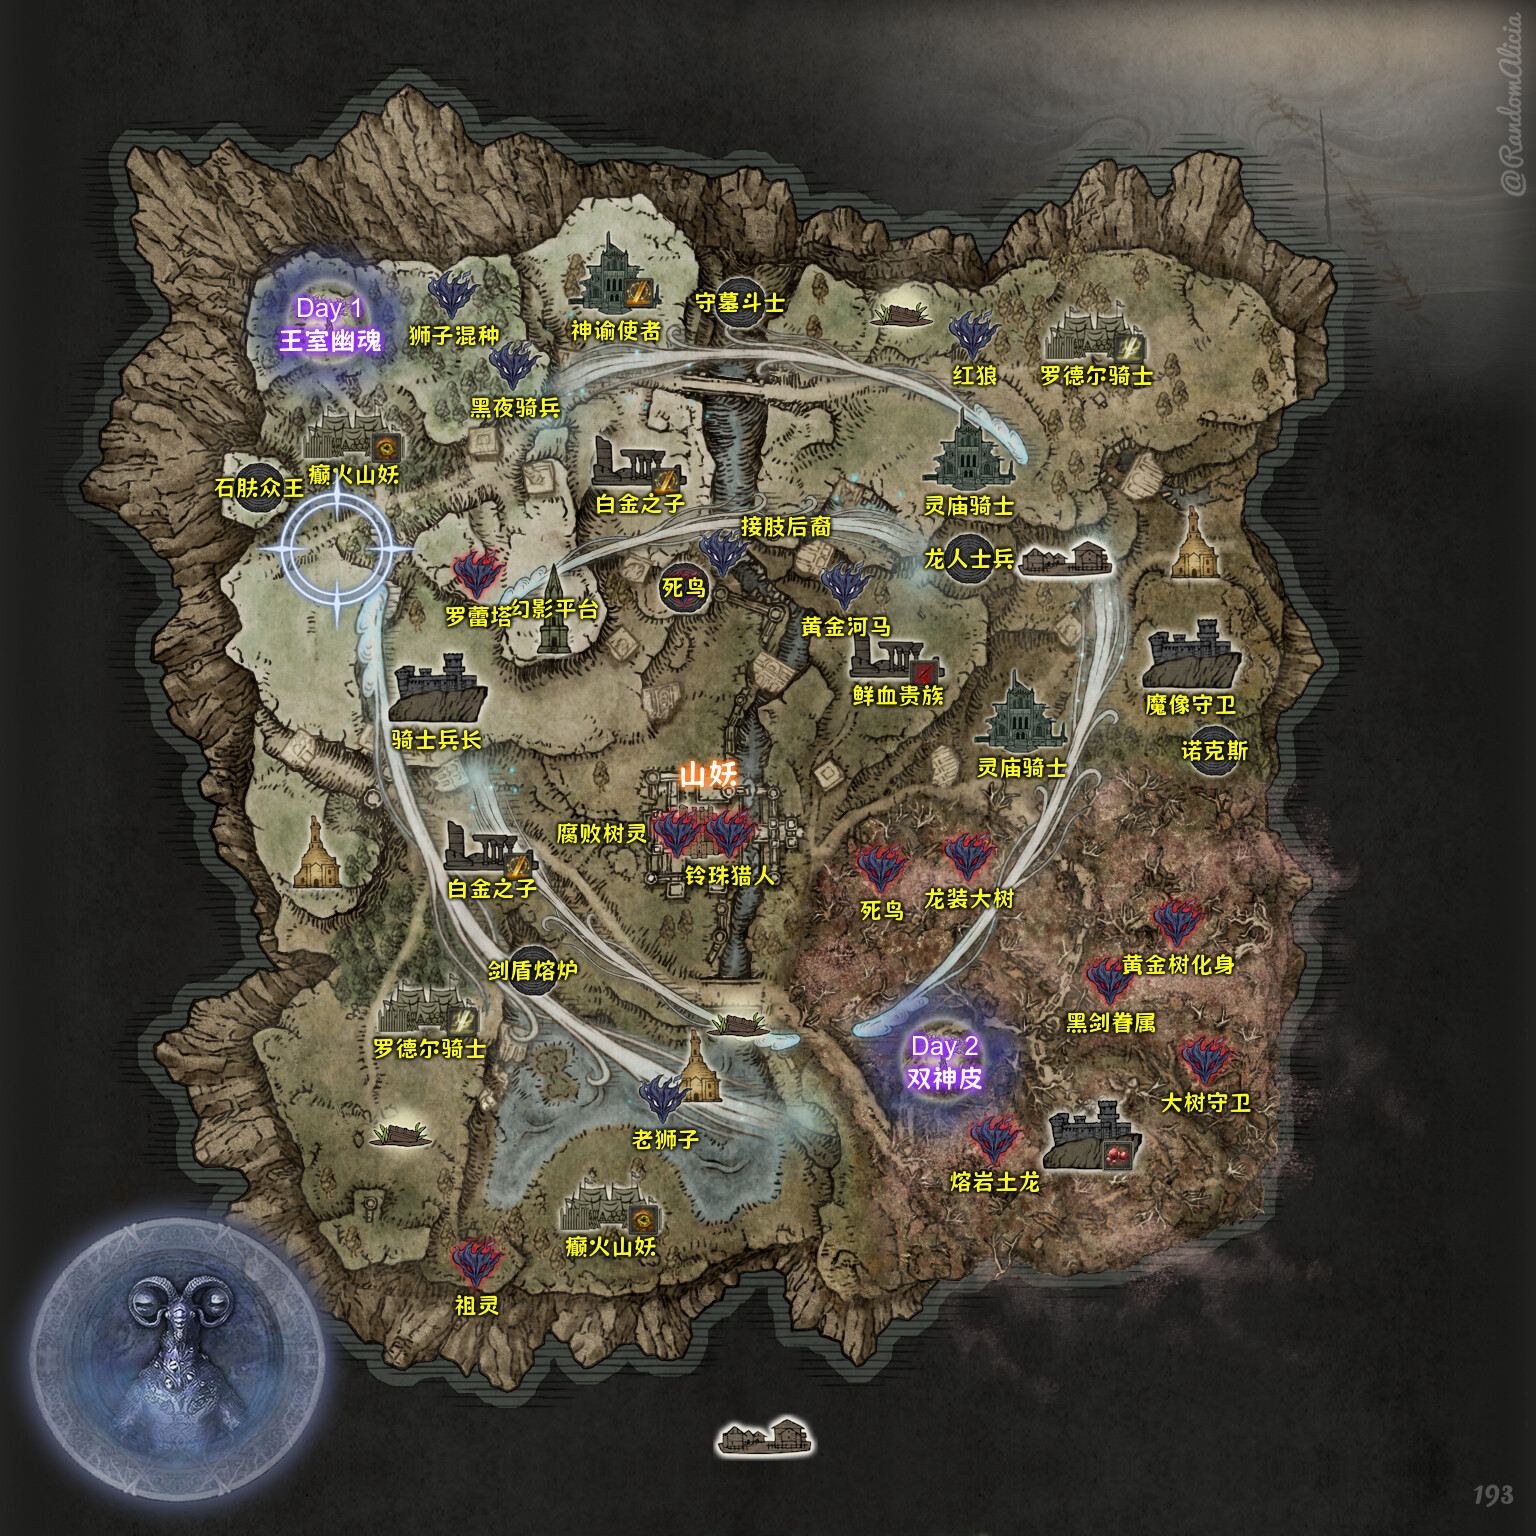 @RandomAlicia
Day 1
王室幽魂
狮子混种
神谕使者
守墓斗士
红狼
罗德尔骑士
黑夜骑兵
癫火山妖
石肤众王
白金之子
灵庙骑士
接肢后裔
龙人士兵
死鸟
罗蕾塔
幻影平台
黄金河马
鲜血贵族
魔像守卫
骑士兵长
诺克斯
灵庙骑士
山妖
腐败树灵
铃珠猎人
白金之子
死鸟
龙装大树
黄金树化身
剑盾熔炉
黑剑眷属
罗德尔骑士
Day 2
双神皮
大树守卫
老狮子
熔岩土龙
癫火山妖
祖灵
193